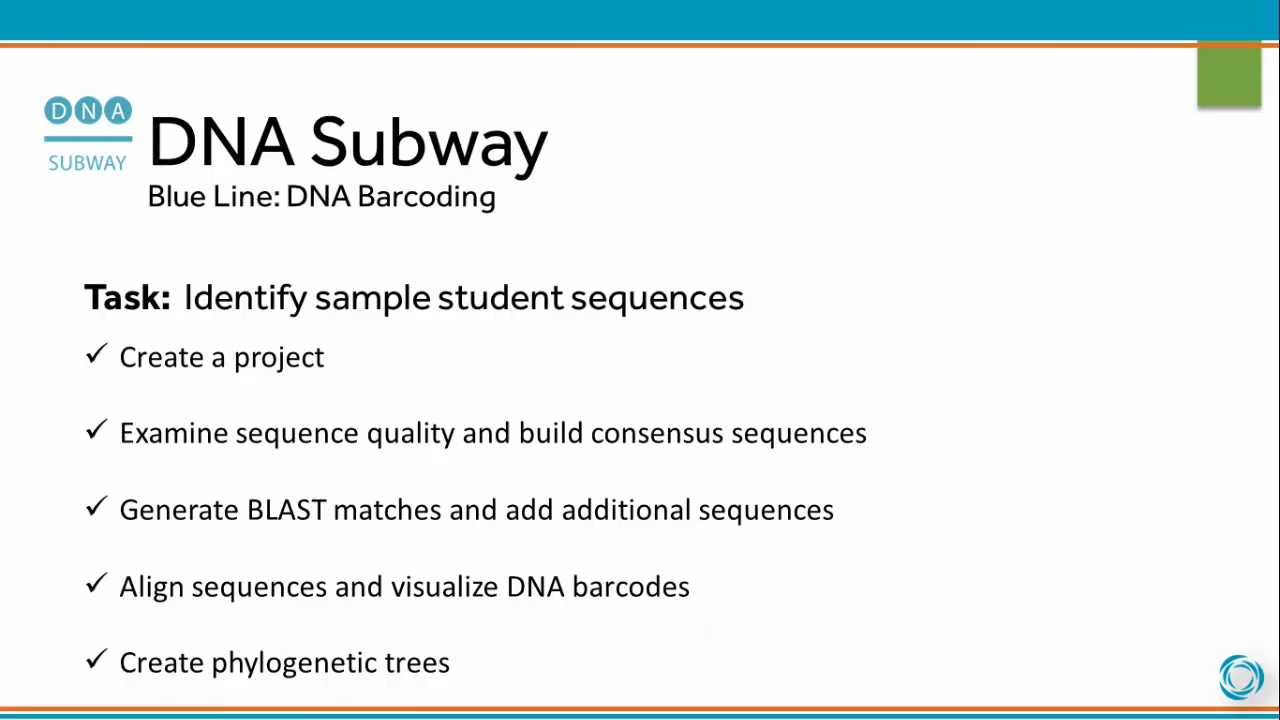 DNA
SUBWAY
DNA Subway
Blue Line: DNA Barcoding
Task: Identify sample student sequences
✓ Create a project
✓ Examine sequence quality and build consensus sequences
✓ Generate BLAST matches and add additional sequences
✓ Align sequences and visualize DNA barcodes
✓ Create phylogenetic trees